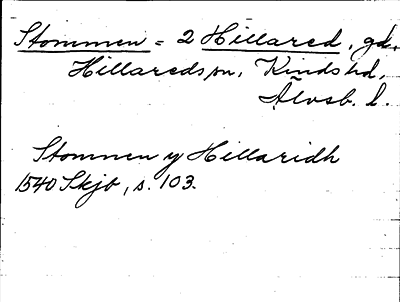 Stommen = 2 Hillared, gd,
Hillareds sn, Kinds hd,
Älvsb. l.
Stommen y Hillaridh
1540 Skjb, s. 103.